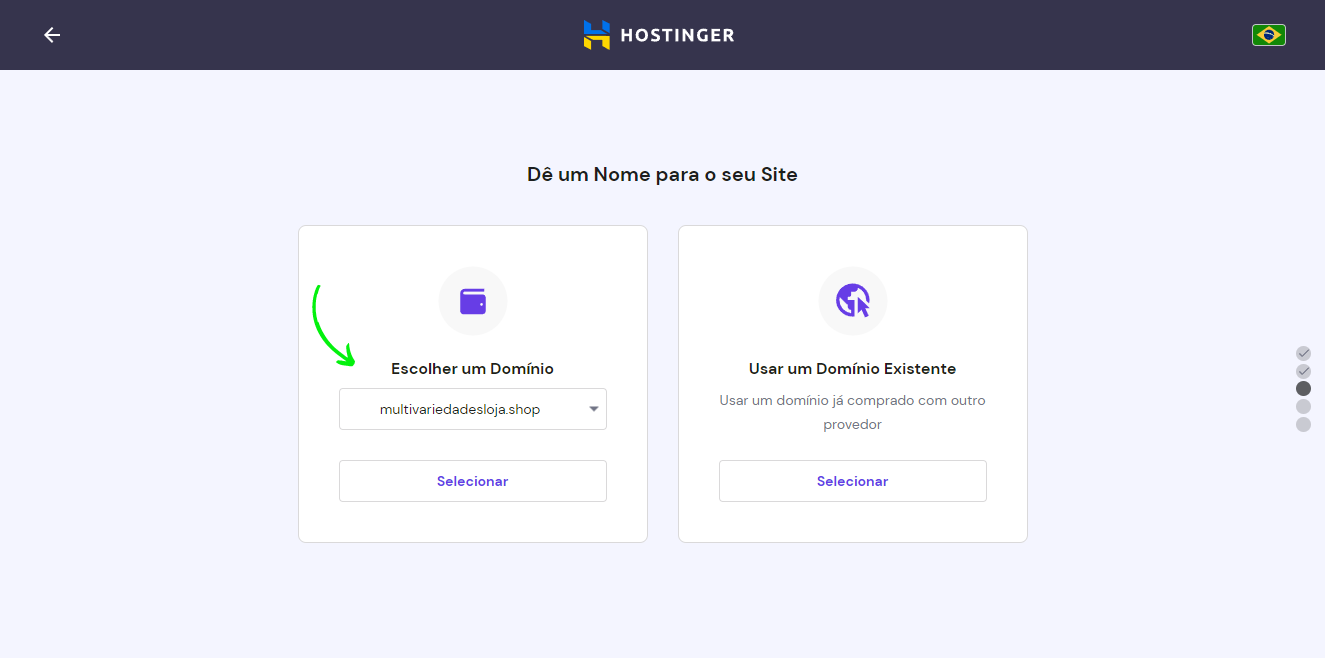 HOSTINGER
Dê um Nome para o seu Site
Escolher um Domínio
multivariedadesloja.shop
Selecionar
Usar um Domínio Existente
Usar um domínio já comprado com outro
provedor
Selecionar